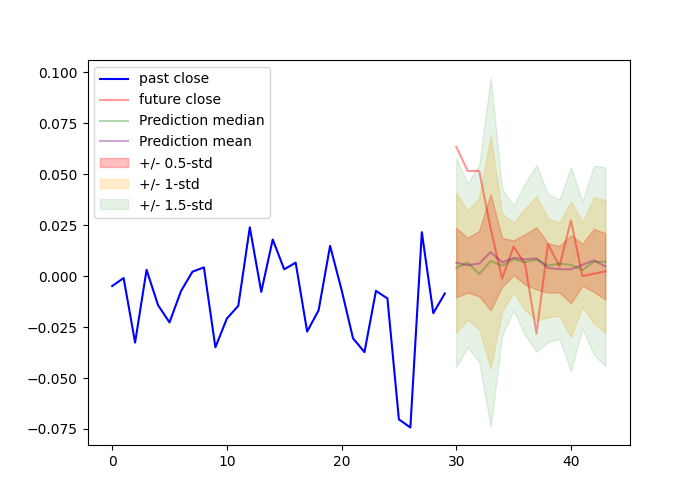 0.100
0.075
0.050
0.025
0.000
−0.025
−0.050
−0.075
past close
future close
Prediction median
Prediction mean
+/- 0.5-std
+/- 1-std
+/- 1.5-std
0 10 20 30 40